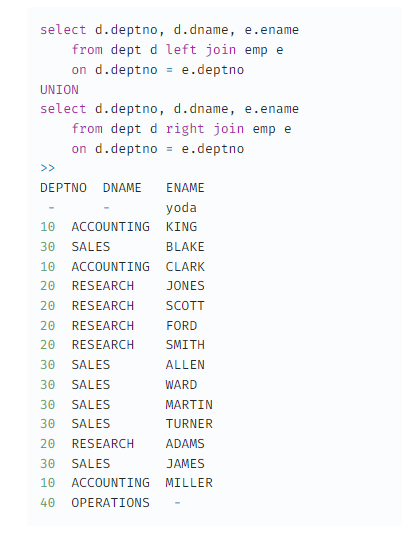 select d.deptno, d.dname, e.ename
    from dept d left join emp e
    on d.deptno = e.deptno
UNION
select d.deptno, d.dname, e.ename
    from dept d right join emp e
    on d.deptno = e.deptno
>>
DEPTNO  DNAME   ENAME
 -      -       yoda
10  ACCOUNTING  KING
30  SALES       BLAKE
10  ACCOUNTING  CLARK
20  RESEARCH    JONES
20  RESEARCH    SCOTT
20  RESEARCH    FORD
20  RESEARCH    SMITH
30  SALES       ALLEN
30  SALES       WARD
30  SALES       MARTIN
30  SALES       TURNER
20  RESEARCH    ADAMS
30  SALES       JAMES
10  ACCOUNTING  MILLER
40  OPERATIONS   -